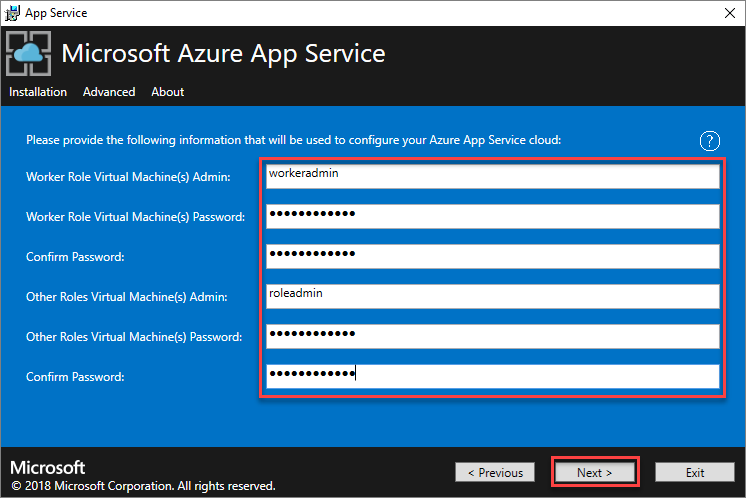 App Service
Microsoft Azure App Service
Installation Advanced About
Please provide the following information that will be used to configure your Azure App Service cloud:
?
Worker Role Virtual Machine(s) Admin: workeradmin
Worker Role Virtual Machine(s) Password: ●●●●●●●●●●●●
Confirm Password: ●●●●●●●●●●●●
Other Roles Virtual Machine(s) Admin: roleadmin
Other Roles Virtual Machine(s) Password: ●●●●●●●●●●●●
Confirm Password: ●●●●●●●●●●●●
Microsoft
© 2018 Microsoft Corporation. All rights reserved.
< Previous Next > Exit